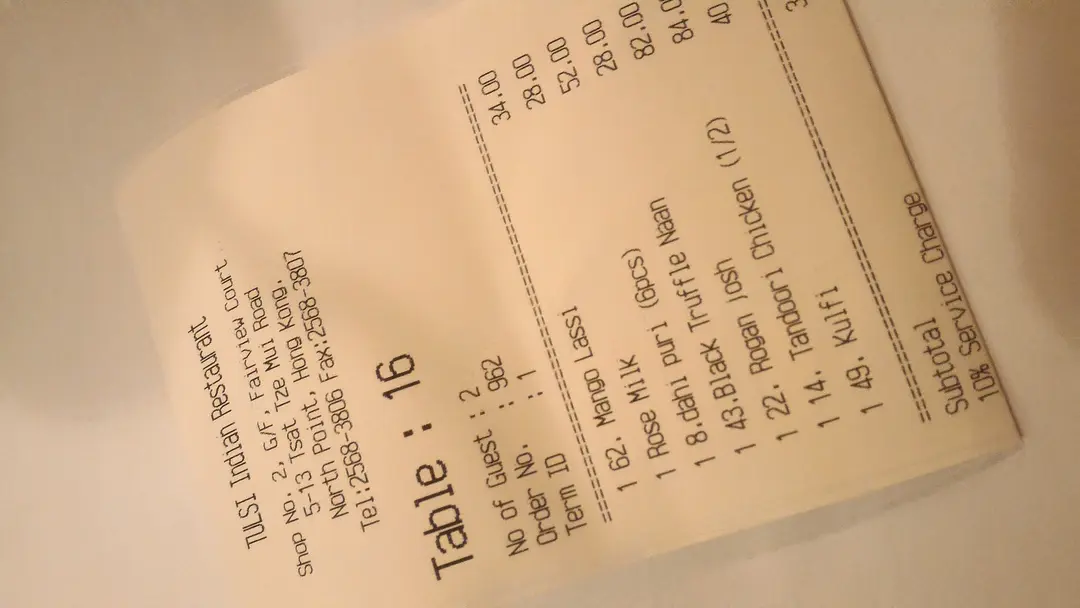 TULSI Indian Restaurant
Shop No. 2, G/F, Fairview Court.
5-13 Tsat Tze Mui Road
North Point, Hong Kong.
Tel:2568-3806 Fax:2568-3807
Table : 16
No of Guest : 2
Order No. : 962
Term ID : 1
1 62. Mango Lassi 34.00
1 Rose Milk 28.00
1 8.dahi puri (6pcs) 52.00
1 43.Black Truffle Naan 28.00
1 22. Rogan Josh 82.00
1 14. Tandoori Chicken (1/2) 84.0
1 49. Kulfi 40
Subtotal 3
10% Service Charge